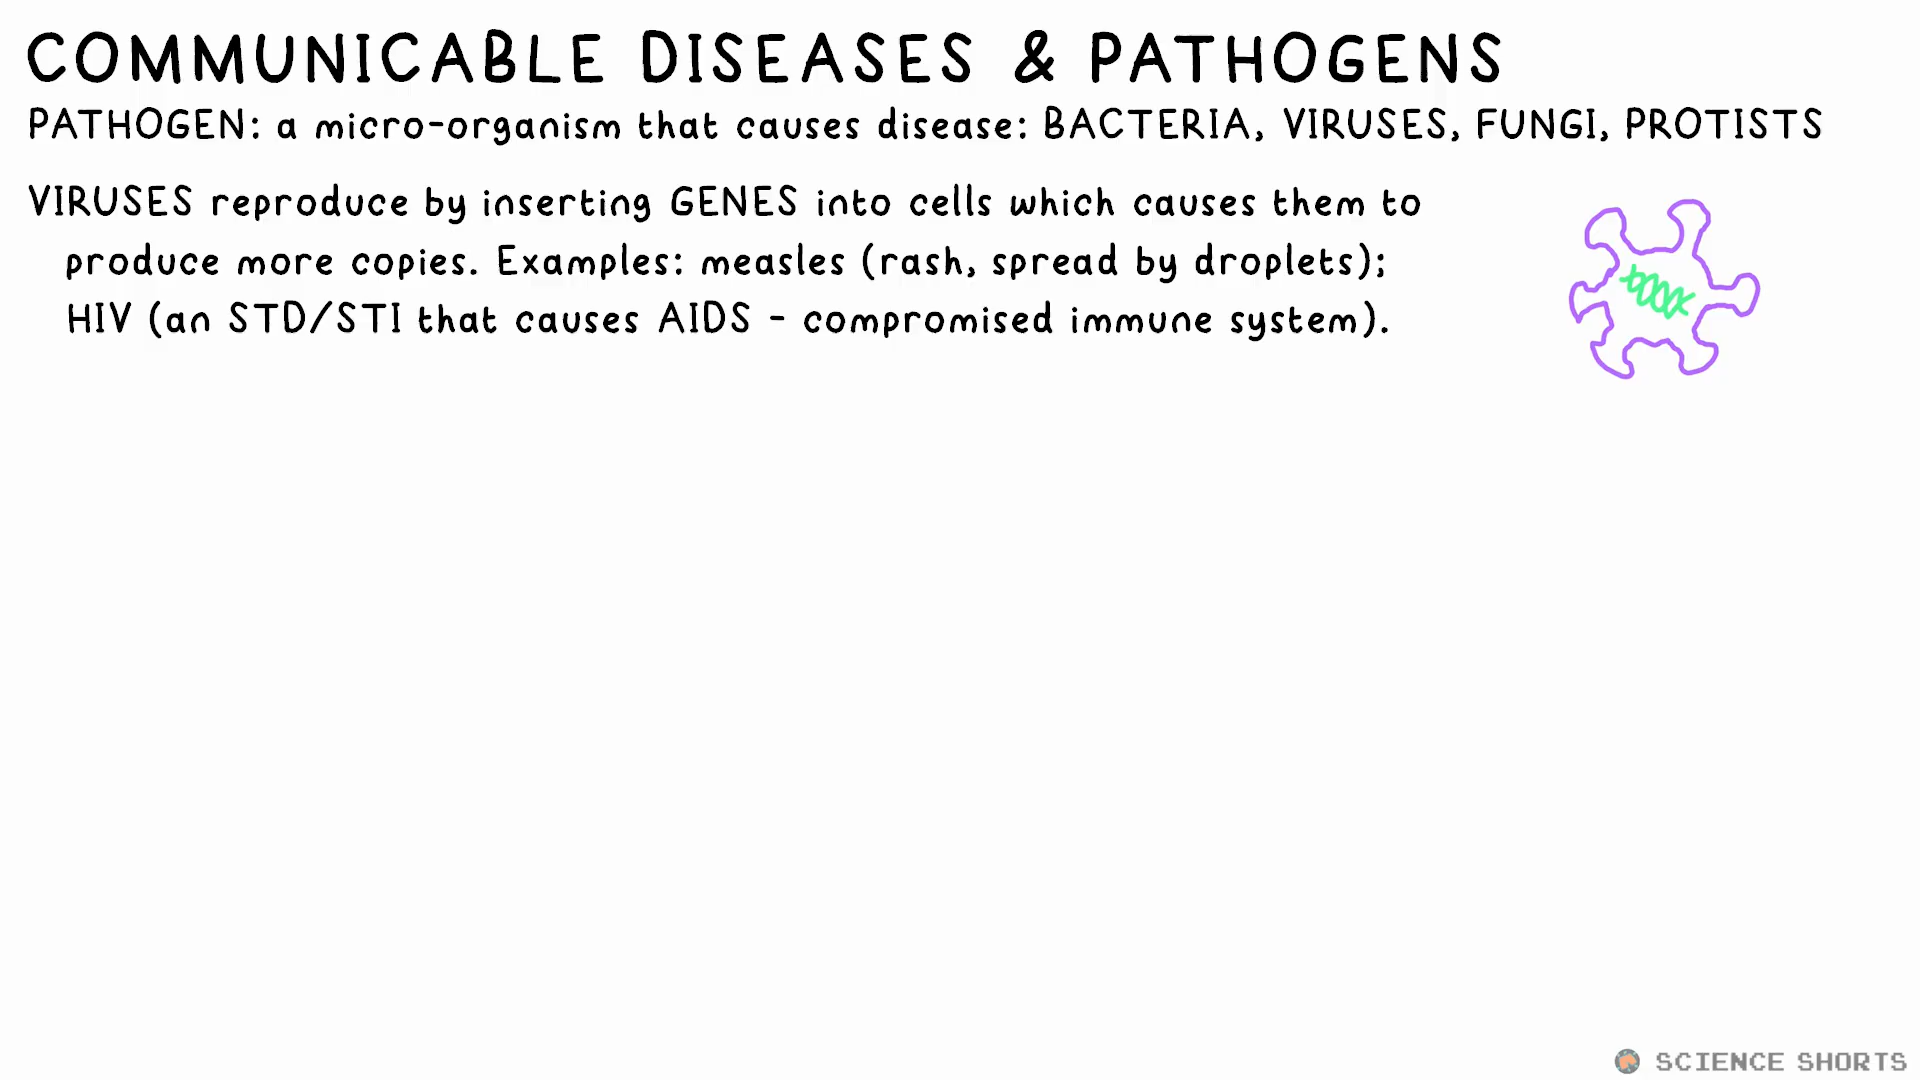 COMMUNICABLE DISEASES & PATHOGENS
PATHOGEN: a micro-organism that causes disease: BACTERIA, VIRUSES, FUNGI, PROTISTS
VIRUSES reproduce by inserting GENES into cells which causes them to
produce more copies. Examples: measles (rash, spread by droplets);
HIV (an STD/STI that causes AIDS - compromised immune system).
SCIENCE SHORTS